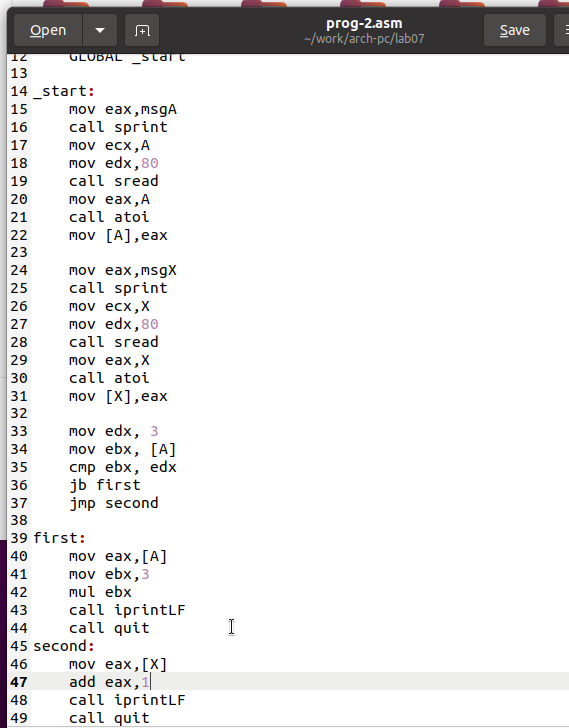 Open
prog-2.asm
~/work/arch-pc/lab07
Save
12     GLOBAL _start
13
14 _start:
15     mov eax,msgA
16     call sprint
17     mov ecx,A
18     mov edx,80
19     call sread
20     mov eax,A
21     call atoi
22     mov [A],eax
23
24     mov eax,msgX
25     call sprint
26     mov ecx,X
27     mov edx,80
28     call sread
29     mov eax,X
30     call atoi
31     mov [X],eax
32
33     mov edx, 3
34     mov ebx, [A]
35     cmp ebx, edx
36     jb first
37     jmp second
38
39 first:
40     mov eax,[A]
41     mov ebx,3
42     mul ebx
43     call iprintLF
44     call quit
45 second:
46     mov eax,[X]
47     add eax,1
48     call iprintLF
49     call quit